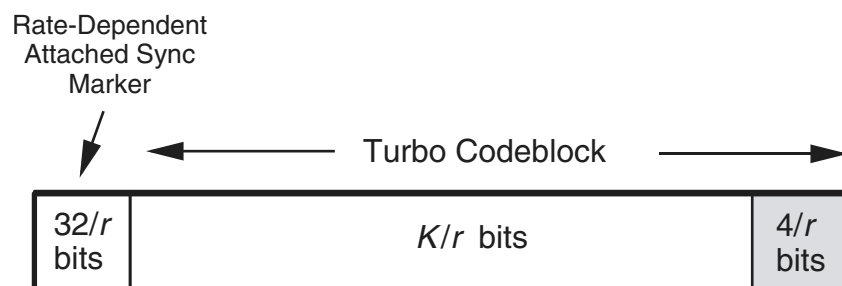 Rate-Dependent
Attached Sync
Marker
Turbo Codeblock
32/r
bits
K/r bits
4/r
bits